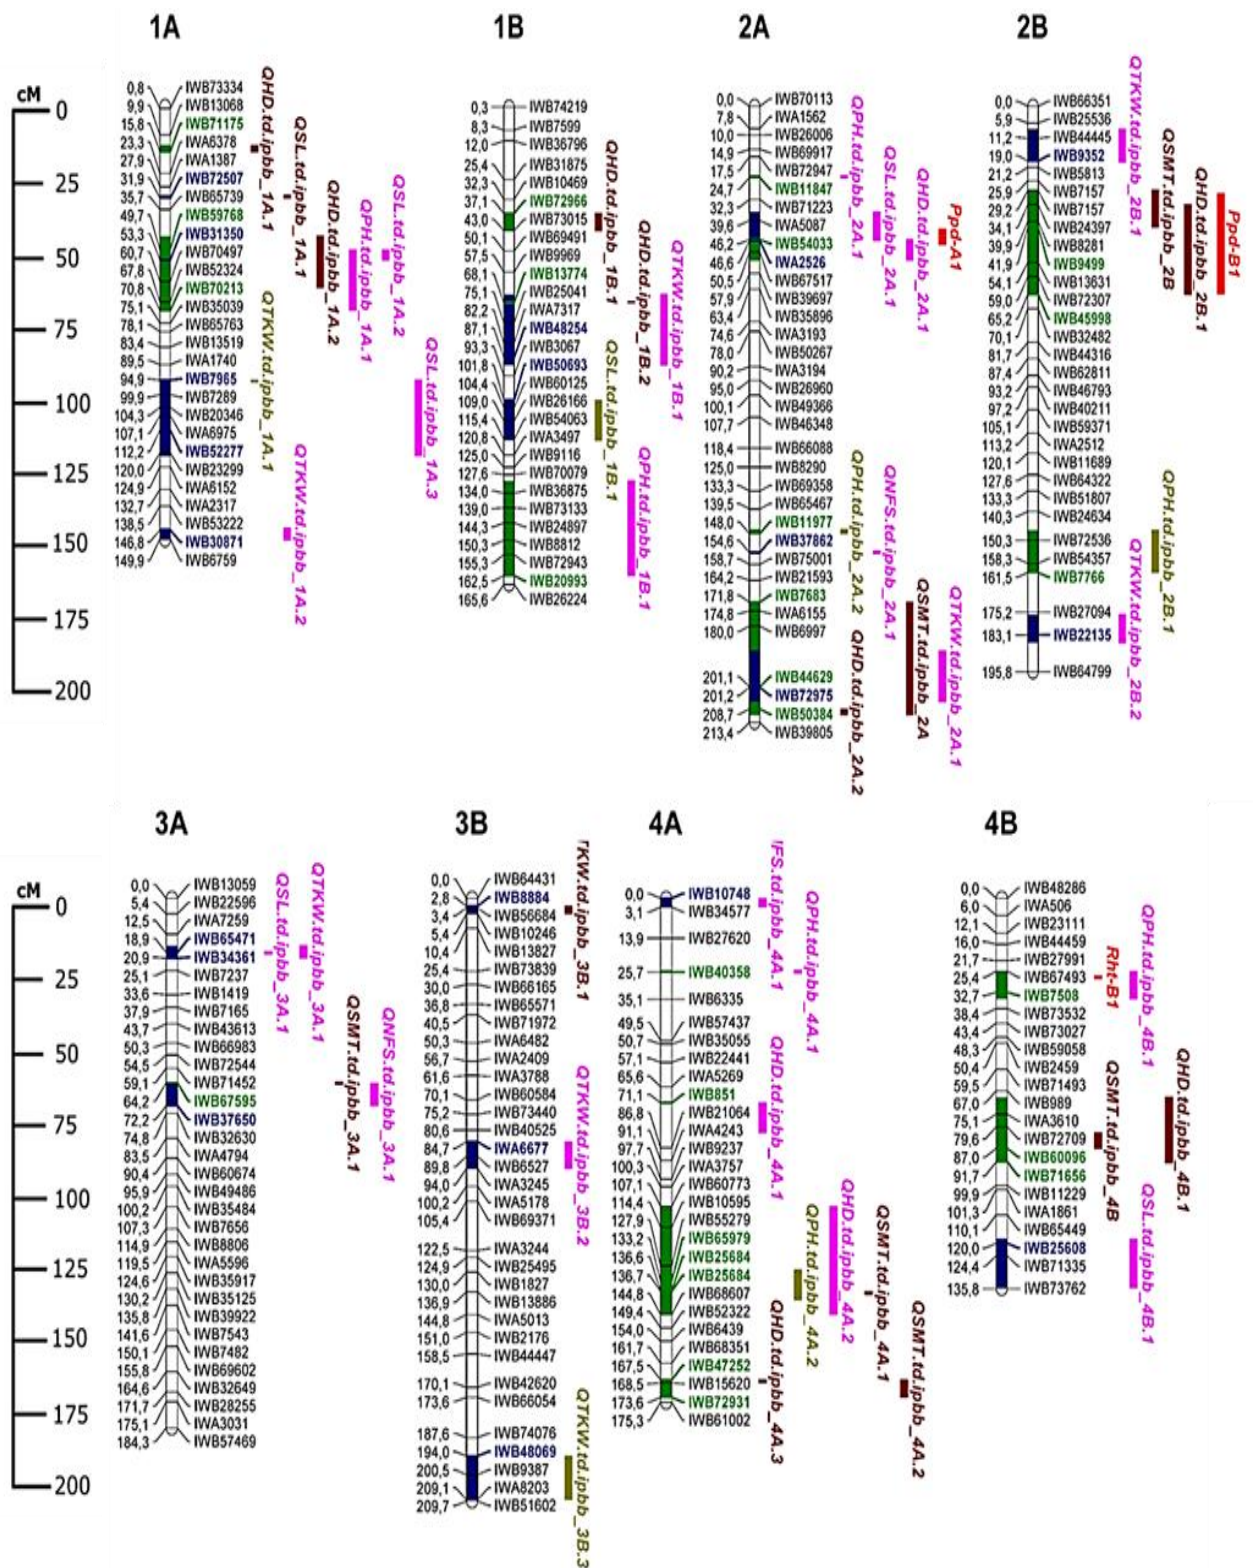 1A
1B
2A
2B
cM
0
25
50
75
100
125
150
175
200
0,8 IWB73334
9,9 IWB13068
15,8 IWB71175
23,3 IWA6378
27,9 IWA1387
31,9 IWB72507
35,7 IWB65739
49,7 IWB59768
53,3 IWB31350
60,7 IWB70497
67,8 IWB52324
70,8 IWB70213
75,1 IWB35039
78,1 IWB65763
83,4 IWB13519
89,5 IWA1740
94,9 IWB7965
99,9 IWB7289
104,3 IWB20346
107,1 IWA6975
112,2 IWB52277
120,0 IWB23299
124,9 IWA6152
132,7 IWA2317
138,5 IWB53222
146,8 IWB30871
149,9 IWB6759
QHD.td.ipbb_1A.1
QSL.td.ipbb_1A.1
QHD.td.ipbb_1A.2
QPH.td.ipbb_1A.1
QSL.td.ipbb_1A.2
QTKW.td.ipbb_1A.1
QSL.td.ipbb_1A.3
QTKW.td.ipbb_1A.2
0,3 IWB74219
8,3 IWB7599
12,0 IWB36796
25,4 IWB31875
32,3 IWB10469
37,1 IWB72966
43,0 IWB73015
50,1 IWB69491
57,5 IWB9969
68,1 IWB13774
75,1 IWB25041
82,2 IWA7317
87,1 IWB48254
93,3 IWB3067
101,8 IWB50693
104,4 IWB60125
109,0 IWB26166
115,4 IWB54063
120,8 IWA3497
125,0 IWB9116
127,6 IWB70079
134,0 IWB36875
139,0 IWB73133
144,3 IWB24897
150,3 IWB8812
155,3 IWB72943
162,5 IWB20993
165,6 IWB26224
QHD.td.ipbb_1B.1
QHD.td.ipbb_1B.2
QTKW.td.ipbb_1B.1
QSL.td.ipbb_1B.1
QPH.td.ipbb_1B.1
0,0 IWB70113
7,8 IWA1562
10,0 IWB26006
14,9 IWB69917
17,5 IWB72947
24,7 IWB11847
32,3 IWB71223
39,6 IWA5087
46,2 IWB54033
46,6 IWA2526
50,5 IWB67517
57,9 IWB39697
63,4 IWB35896
74,6 IWA3193
78,0 IWB50267
90,2 IWA3194
95,0 IWB26960
100,1 IWB49366
107,7 IWB46348
118,4 IWB66088
125,0 IWB8290
133,3 IWB69358
139,5 IWB65467
148,0 IWB11977
154,6 IWB37862
158,7 IWB75001
164,2 IWB21593
171,8 IWB7683
174,8 IWA6155
180,0 IWB6997
201,1 IWB44629
201,2 IWB72975
208,7 IWB50384
213,4 IWB39805
QPH.td.ipbb_2A.1
QSL.td.ipbb_2A.1
QHD.td.ipbb_2A.1
Ppd-A1
QPH.td.ipbb_2A.2
QNFS.td.ipbb_2A.1
QHD.td.ipbb_2A.2
QSMT.td.ipbb_2A
QTKW.td.ipbb_2A.1
0,0 IWB66351
5,9 IWB25536
11,2 IWB44445
19,0 IWB9352
21,2 IWB5813
25,9 IWB7157
29,2 IWB7157
34,1 IWB24397
39,9 IWB8281
41,9 IWB9499
54,1 IWB13631
59,0 IWB72307
65,2 IWB45998
70,1 IWB32482
81,7 IWB44316
87,4 IWB62811
93,2 IWB46793
97,2 IWB40211
105,1 IWB59371
113,2 IWA2512
120,1 IWB11689
127,6 IWB64322
133,3 IWB51807
140,3 IWB24634
150,3 IWB72536
158,3 IWB54357
161,5 IWB7766
175,2 IWB27094
183,1 IWB22135
195,8 IWB64799
QTKW.td.ipbb_2B.1
QSMT.td.ipbb_2B
QHD.td.ipbb_2B.1
Ppd-B1
QPH.td.ipbb_2B.1
QTKW.td.ipbb_2B.2
3A
3B
4A
4B
cM
0
25
50
75
100
125
150
175
200
0,0 IWB13059
5,4 IWB22596
12,5 IWA7259
18,9 IWB65471
20,9 IWB34361
25,1 IWB7237
33,6 IWB1419
37,9 IWB7165
43,7 IWB43613
50,3 IWB66983
54,5 IWB72544
59,1 IWB71452
64,2 IWB67595
72,2 IWB37650
74,8 IWB32630
83,5 IWA4794
90,4 IWB60674
95,9 IWB49486
100,2 IWB35484
107,3 IWB7656
114,9 IWB8806
119,5 IWA5596
124,6 IWB35917
130,2 IWB35125
135,8 IWB39922
141,6 IWB7543
150,1 IWB7482
155,8 IWB69602
164,6 IWB32649
171,7 IWB28255
175,1 IWA3031
184,3 IWB57469
QSL.td.ipbb_3A.1
QTKW.td.ipbb_3A.1
QSMT.td.ipbb_3A.1
QNFS.td.ipbb_3A.1
0,0 IWB64431
2,8 IWB8884
3,4 IWB56684
5,4 IWB10246
10,4 IWB13827
25,4 IWB73839
30,0 IWB66165
36,8 IWB65571
40,5 IWB71972
50,3 IWA6482
56,7 IWA2409
61,6 IWA3788
70,1 IWB60584
75,2 IWB73440
80,6 IWB40525
84,7 IWA6677
89,8 IWB6527
94,0 IWA3245
100,2 IWA5178
105,4 IWB69371
122,5 IWA3244
124,9 IWB25495
130,0 IWB1827
136,9 IWB13886
144,8 IWA5013
151,0 IWB2176
158,5 IWB44447
170,1 IWB42620
173,6 IWB66054
187,6 IWB74076
194,0 IWB48069
200,5 IWB9387
209,1 IWA8203
209,7 IWB51602
KW.td.ipbb_3B.1
QTKW.td.ipbb_3B.2
QTKW.td.ipbb_3B.3
0,0 IWB10748
3,1 IWB34577
13,9 IWB27620
25,7 IWB40358
35,1 IWB6335
49,5 IWB57437
50,7 IWB35055
57,1 IWB22441
65,6 IWA5269
71,1 IWB851
86,8 IWB21064
91,1 IWA4243
97,7 IWB9237
100,3 IWA3757
107,1 IWB60773
114,4 IWB10595
127,9 IWB55279
133,2 IWB65979
136,6 IWB25684
136,7 IWB25684
144,8 IWB68607
149,4 IWB52322
154,0 IWB6439
161,7 IWB68351
167,5 IWB47252
168,5 IWB15620
173,6 IWB72931
175,3 IWB61002
FS.td.ipbb_4A.1
QPH.td.ipbb_4A.1
QHD.td.ipbb_4A.1
QPH.td.ipbb_4A.2
QHD.td.ipbb_4A.2
QSMT.td.ipbb_4A.1
QHD.td.ipbb_4A.3
QSMT.td.ipbb_4A.2
0,0 IWB48286
6,0 IWA506
12,1 IWB23111
16,0 IWB44459
21,7 IWB27991
25,4 IWB67493
32,7 IWB7508
38,4 IWB73532
43,4 IWB73027
48,3 IWB59058
50,4 IWB2459
59,5 IWB71493
67,0 IWB989
75,1 IWA3610
79,6 IWB72709
87,0 IWB60096
91,7 IWB71656
99,9 IWB11229
101,3 IWA1861
110,1 IWB65449
120,0 IWB25608
124,4 IWB71335
135,8 IWB73762
Rht-B1
QPH.td.ipbb_4B.1
QSMT.td.ipbb_4B
QHD.td.ipbb_4B.1
QSL.td.ipbb_4B.1